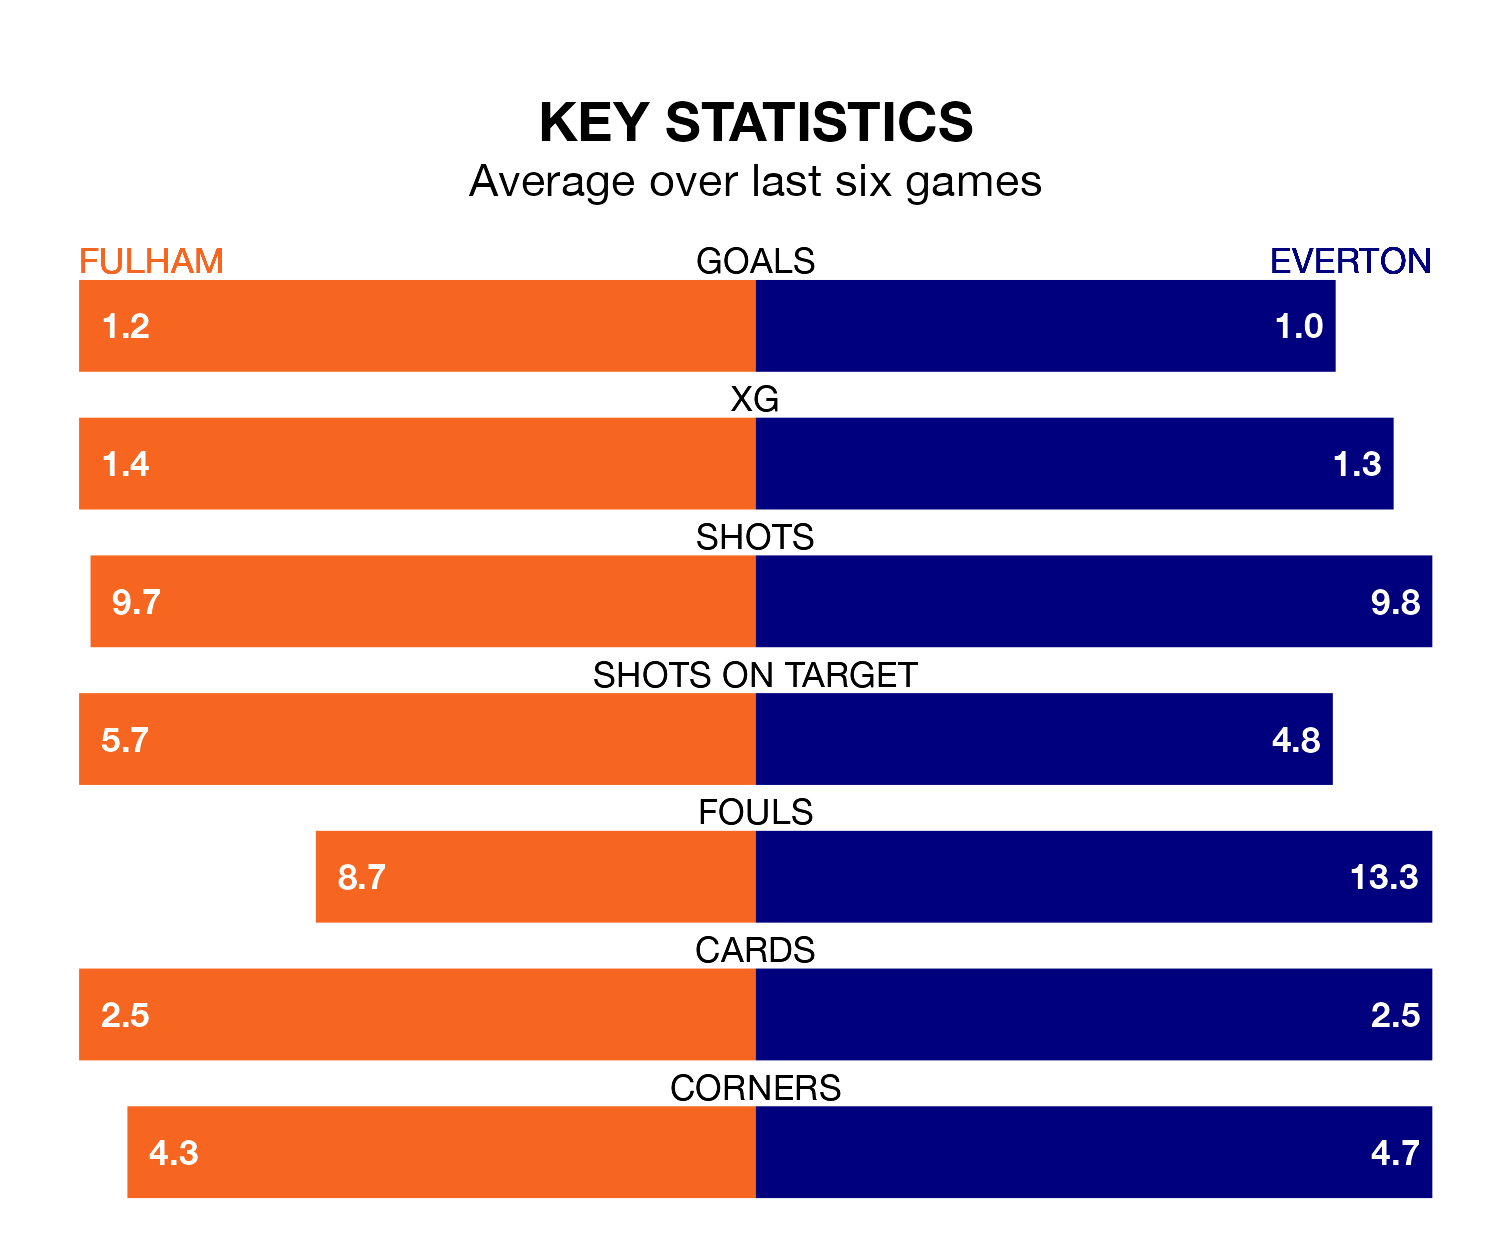 KEY STATISTICS
Average over last six games
FULHAM GOALS EVERTON
1.2 1.0
XG
1.4 1.3
SHOTS
9.7 9.8
SHOTS ON TARGET
5.7 4.8
FOULS
8.7 13.3
CARDS
2.5 2.5
CORNERS
4.3 4.7